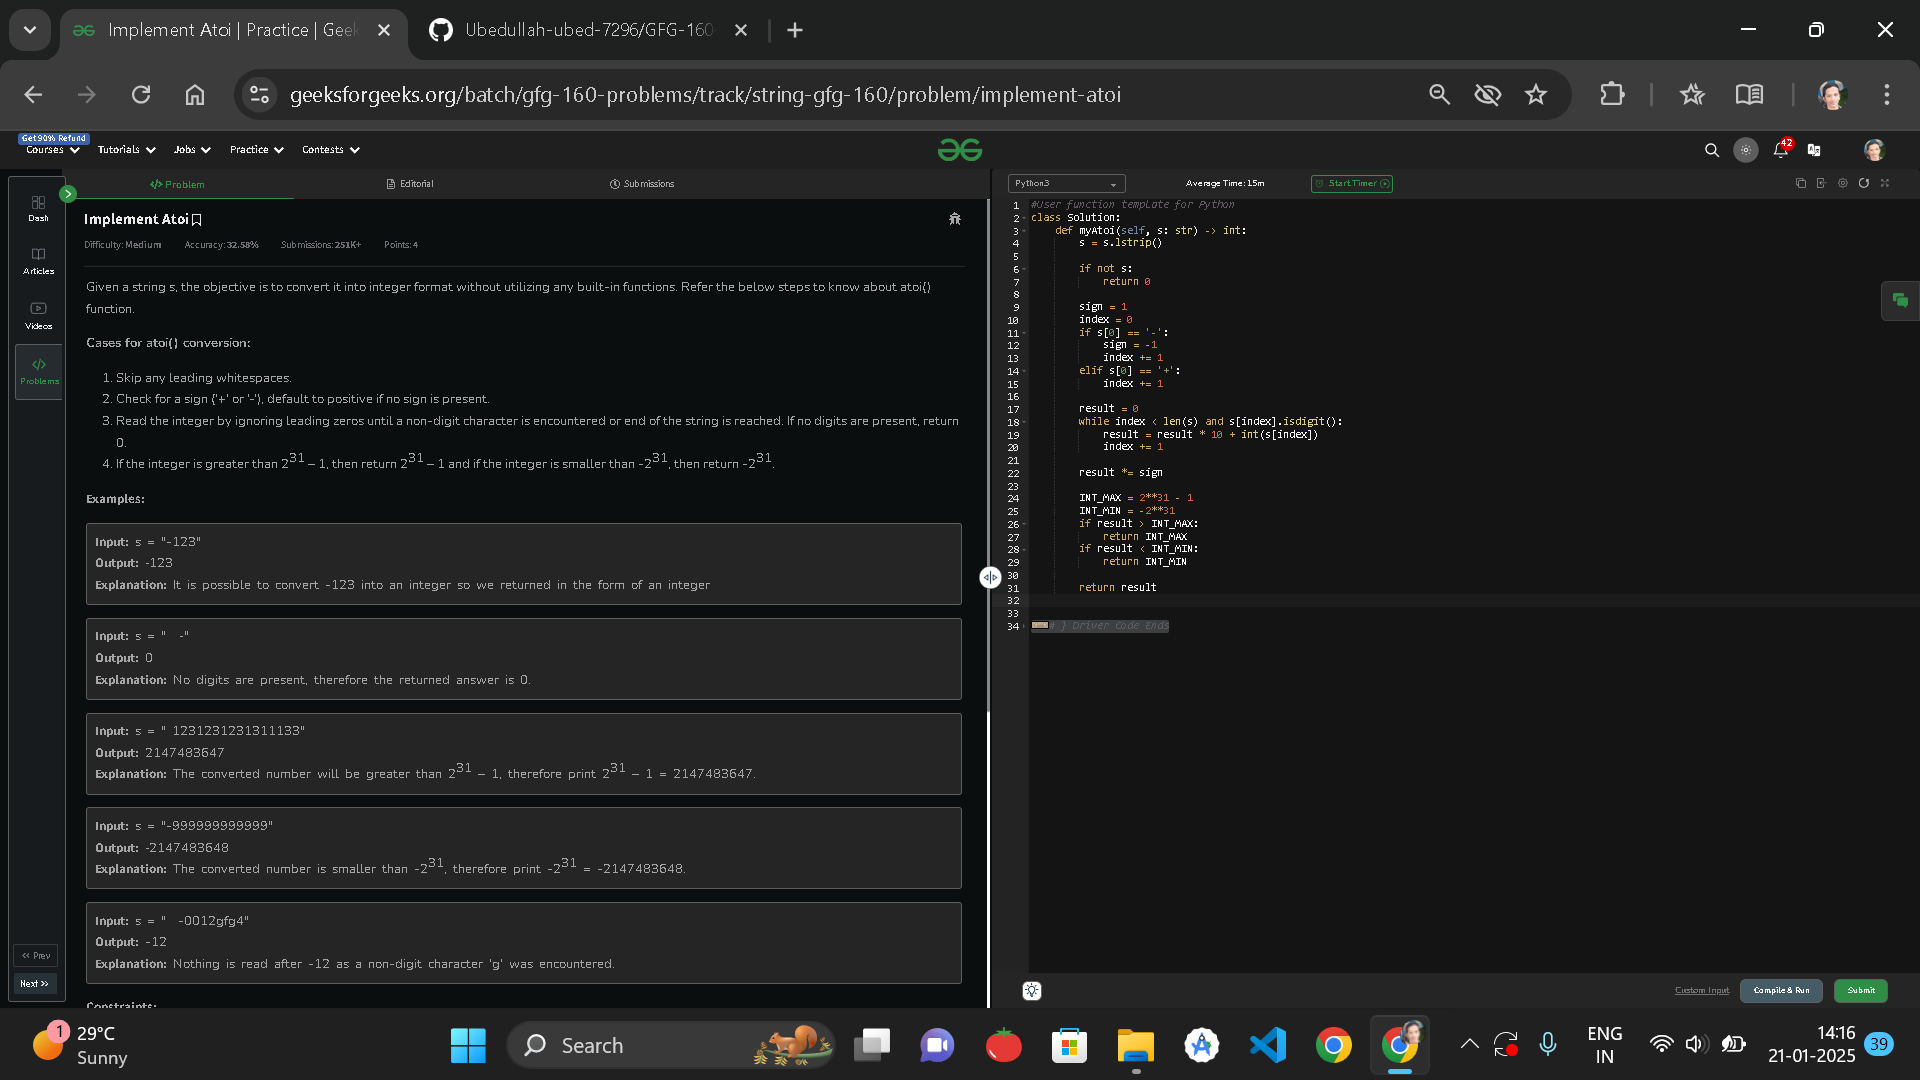 Implement Atoi | Practice | Geek
Ubedullah-ubed-7296/GFG-160
geeksforgeeks.org/batch/gfg-160-problems/track/string-gfg-160/problem/implement-atoi
Get 90% Refund
Courses Tutorials Jobs Practice Contests
42
Dash
Articles
Videos
Problems
<< Prev
Next >>
Problem Editorial Submissions
Implement Atoi
Difficulty: Medium Accuracy: 32.58% Submissions: 251K+ Points: 4
Given a string s, the objective is to convert it into integer format without utilizing any built-in functions. Refer the below steps to know about atoi()
function.
Cases for atoi() conversion:
1. Skip any leading whitespaces.
2. Check for a sign ('+' or '-'), default to positive if no sign is present.
3. Read the integer by ignoring leading zeros until a non-digit character is encountered or end of the string is reached. If no digits are present, return
0.
4. If the integer is greater than 2^31 – 1, then return 2^31 – 1 and if the integer is smaller than -2^31, then return -2^31.
Examples:
Input: s = "-123"
Output: -123
Explanation: It is possible to convert -123 into an integer so we returned in the form of an integer
Input: s = "  -"
Output: 0
Explanation: No digits are present, therefore the returned answer is 0.
Input: s = " 1231231231311133"
Output: 2147483647
Explanation: The converted number will be greater than 2^31 – 1, therefore print 2^31 – 1 = 2147483647.
Input: s = "-999999999999"
Output: -2147483648
Explanation: The converted number is smaller than -2^31, therefore print -2^31 = -2147483648.
Input: s = "  -0012gfg4"
Output: -12
Explanation: Nothing is read after -12 as a non-digit character 'g' was encountered.
Constraints:
Python3 Average Time: 15m Start Timer
1 #User function template for Python
2 class Solution:
3     def myAtoi(self, s: str) -> int:
4         s = s.lstrip()
5
6         if not s:
7             return 0
8
9         sign = 1
10         index = 0
11         if s[0] == '-':
12             sign = -1
13             index += 1
14         elif s[0] == '+':
15             index += 1
16
17         result = 0
18         while index < len(s) and s[index].isdigit():
19             result = result * 10 + int(s[index])
20             index += 1
21
22         result *= sign
23
24         INT_MAX = 2**31 - 1
25         INT_MIN = -2**31
26         if result > INT_MAX:
27             return INT_MAX
28         if result < INT_MIN:
29             return INT_MIN
30
31         return result
32
33
34 # } Driver Code Ends
Custom Input Compile & Run Submit
1
29°C
Sunny
Search
ENG
IN
14:16
21-01-2025
39